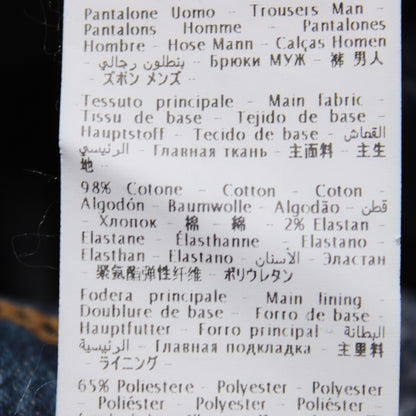 Pantalone Uomo - Trousers Man -
Pantalons Homme - Pantalones
Hombre - Hose Mann - Calças Homen
- بنطلون رجالي - Брюки МУЖ - 裤 男人
- ズボン メンズ -
Tessuto principale - Main fabric -
Tissu de base - Tejido de base -
Hauptstoff - Tecido de base - القماش
الرئيسي - Главная ткань - 主面料 - 主生
地
98% Cotone - Cotton - Coton -
Algodón - Baumwolle - Algodão - قطن
- Хлопок - 棉 - 綿 - 2% Elastan -
Elastane - Élasthanne - Elastano -
Elasthan - Elastano - الأستان - Эластан
- 聚氨酯弹性纤维 - ポリウレタン
Fodera principale - Main lining -
Doublure de base - Forro de base -
Hauptfutter - Forro principal - البطانة
الرئيسية - Главная подкладка - 主里料
- ライニング -
65% Poliestere - Polyester - Polyester
- Poliéster - Polyester - Poliéster -